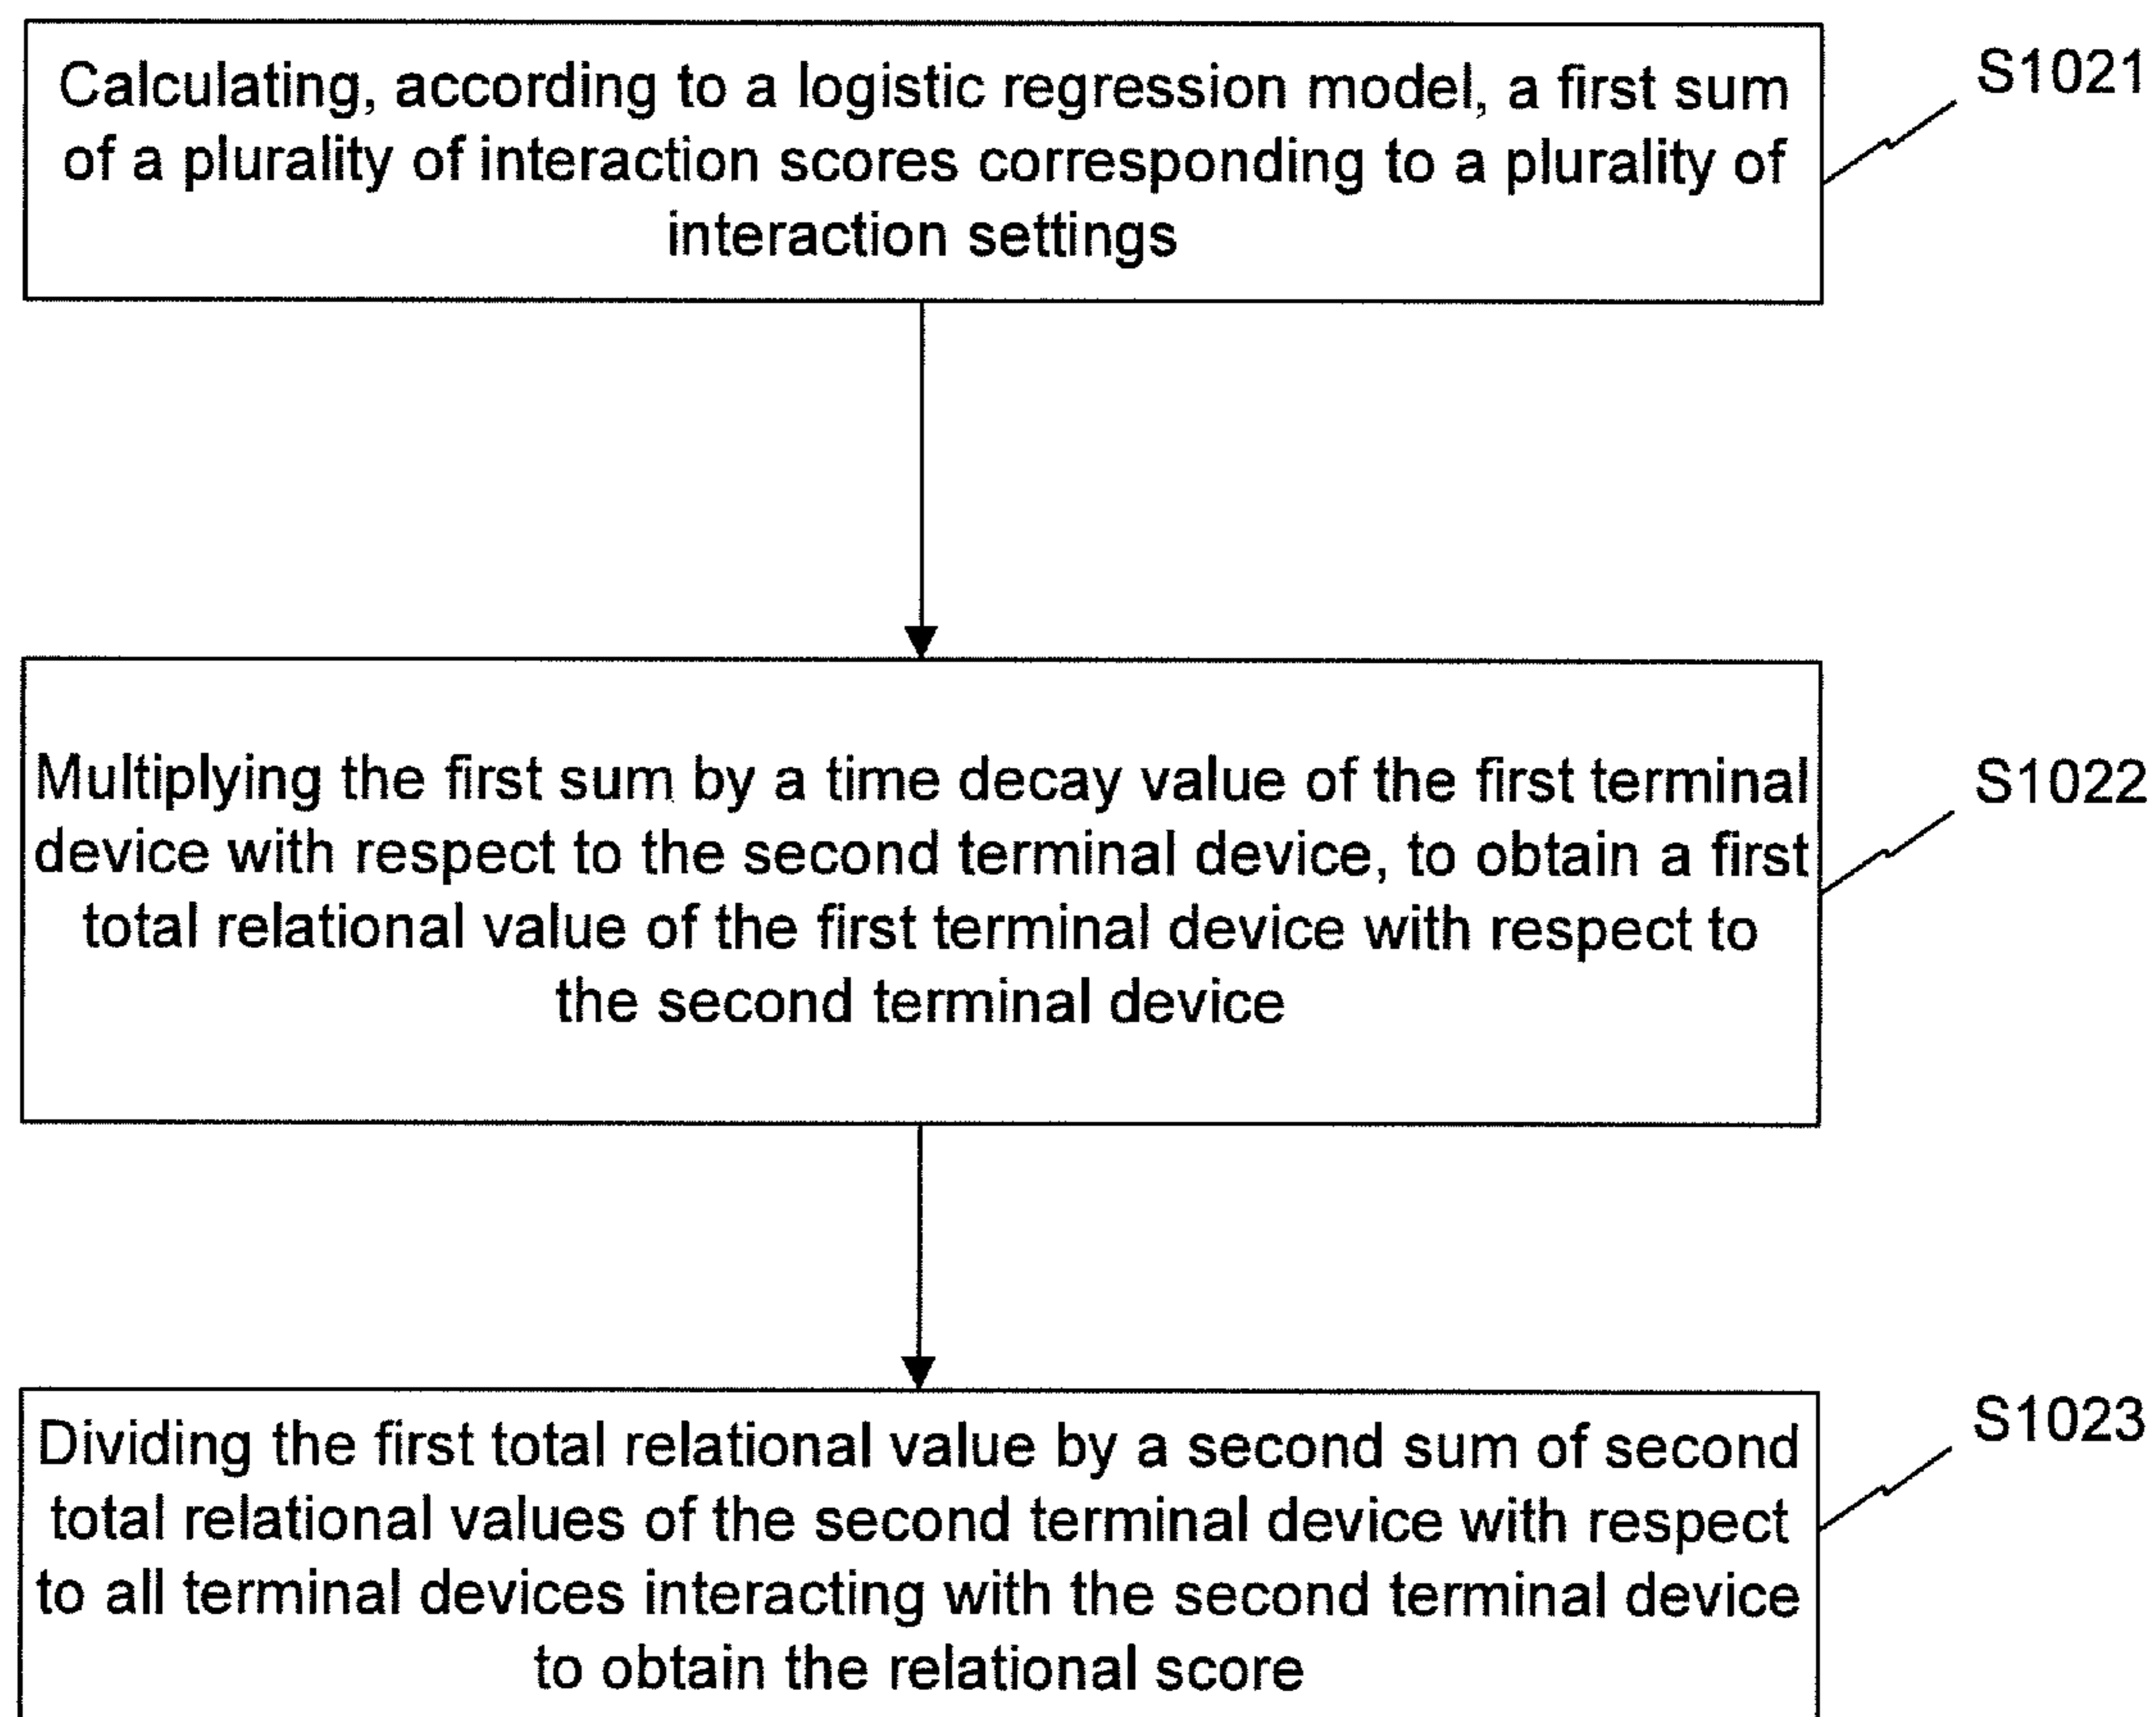 Calculating, according to a logistic regression model, a first sum
of a plurality of interaction scores corresponding to a plurality of
interaction settings
S1021
Multiplying the first sum by a time decay value of the first terminal
device with respect to the second terminal device, to obtain a first
total relational value of the first terminal device with respect to
the second terminal device
S1022
Dividing the first total relational value by a second sum of second
total relational values of the second terminal device with respect
to all terminal devices interacting with the second terminal device
to obtain the relational score
S1023